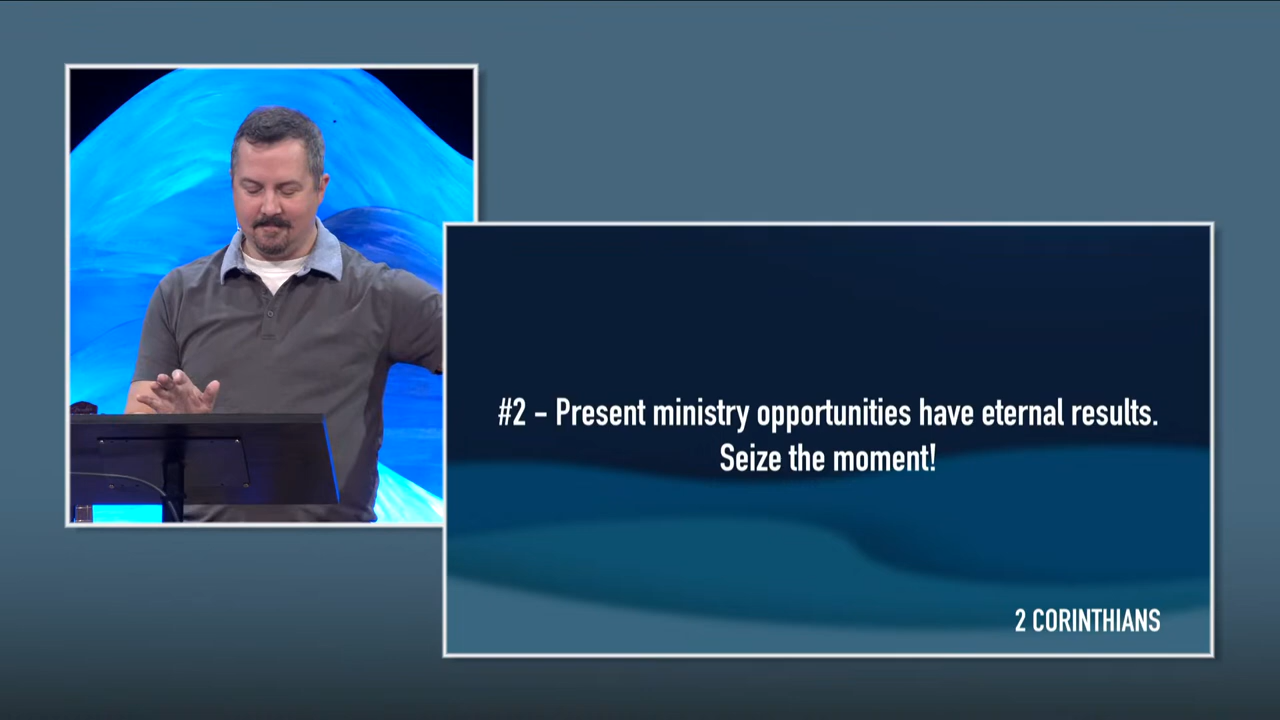 #2 – Present ministry opportunities have eternal results.
Seize the moment!
2 CORINTHIANS